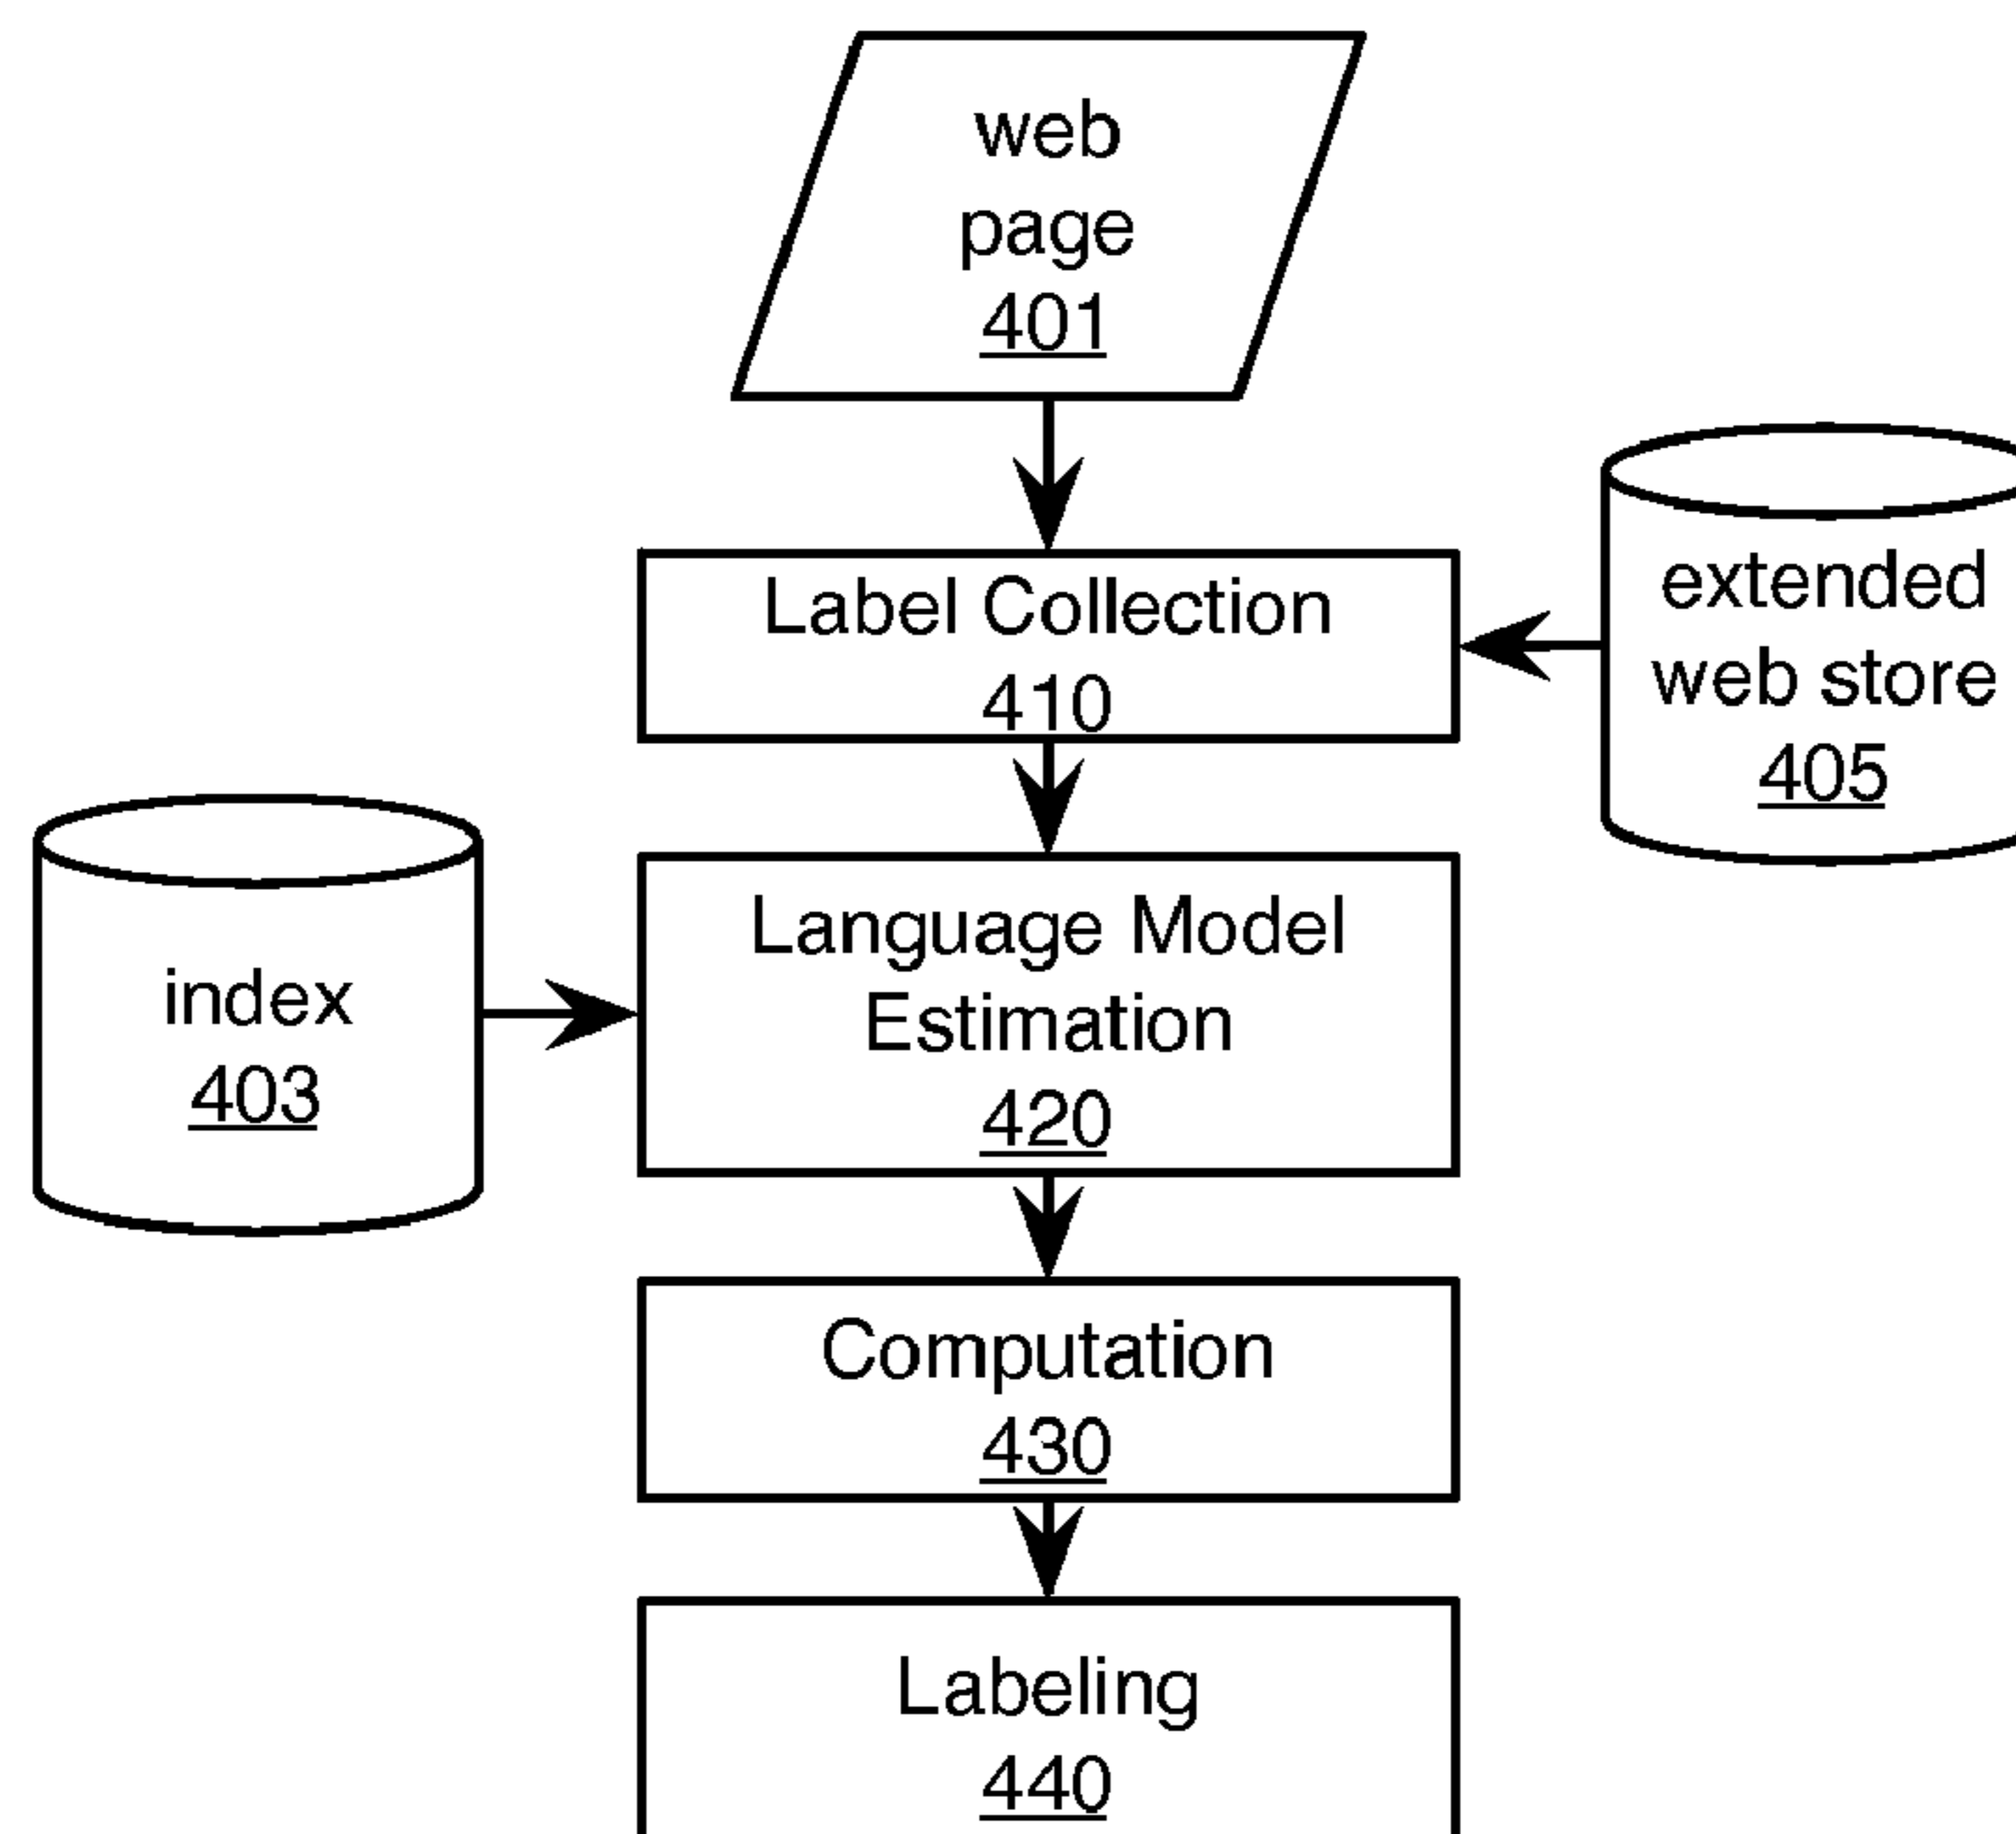 web
page
401
Label Collection
410
extended
web store
405
index
403
Language Model
Estimation
420
Computation
430
Labeling
440